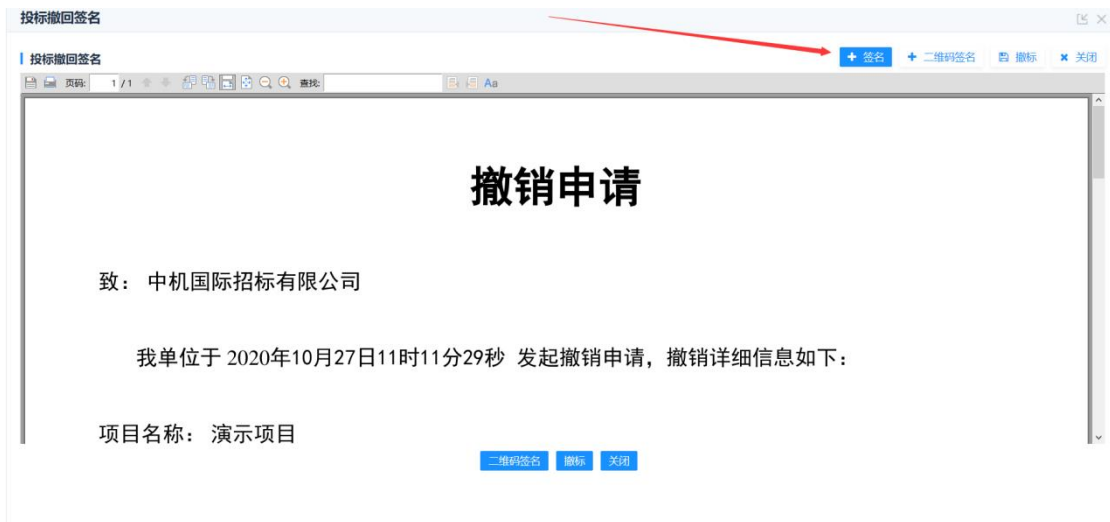 投标撤回签名
投标撤回签名
+ 签名 + 二维码签名 撤标 × 关闭
页码: 1 / 1 查找: Aa
撤销申请
致： 中机国际招标有限公司
我单位于 2020年10月27日11时11分29秒 发起撤销申请，撤销详细信息如下：
项目名称： 演示项目
二维码签名 撤标 关闭